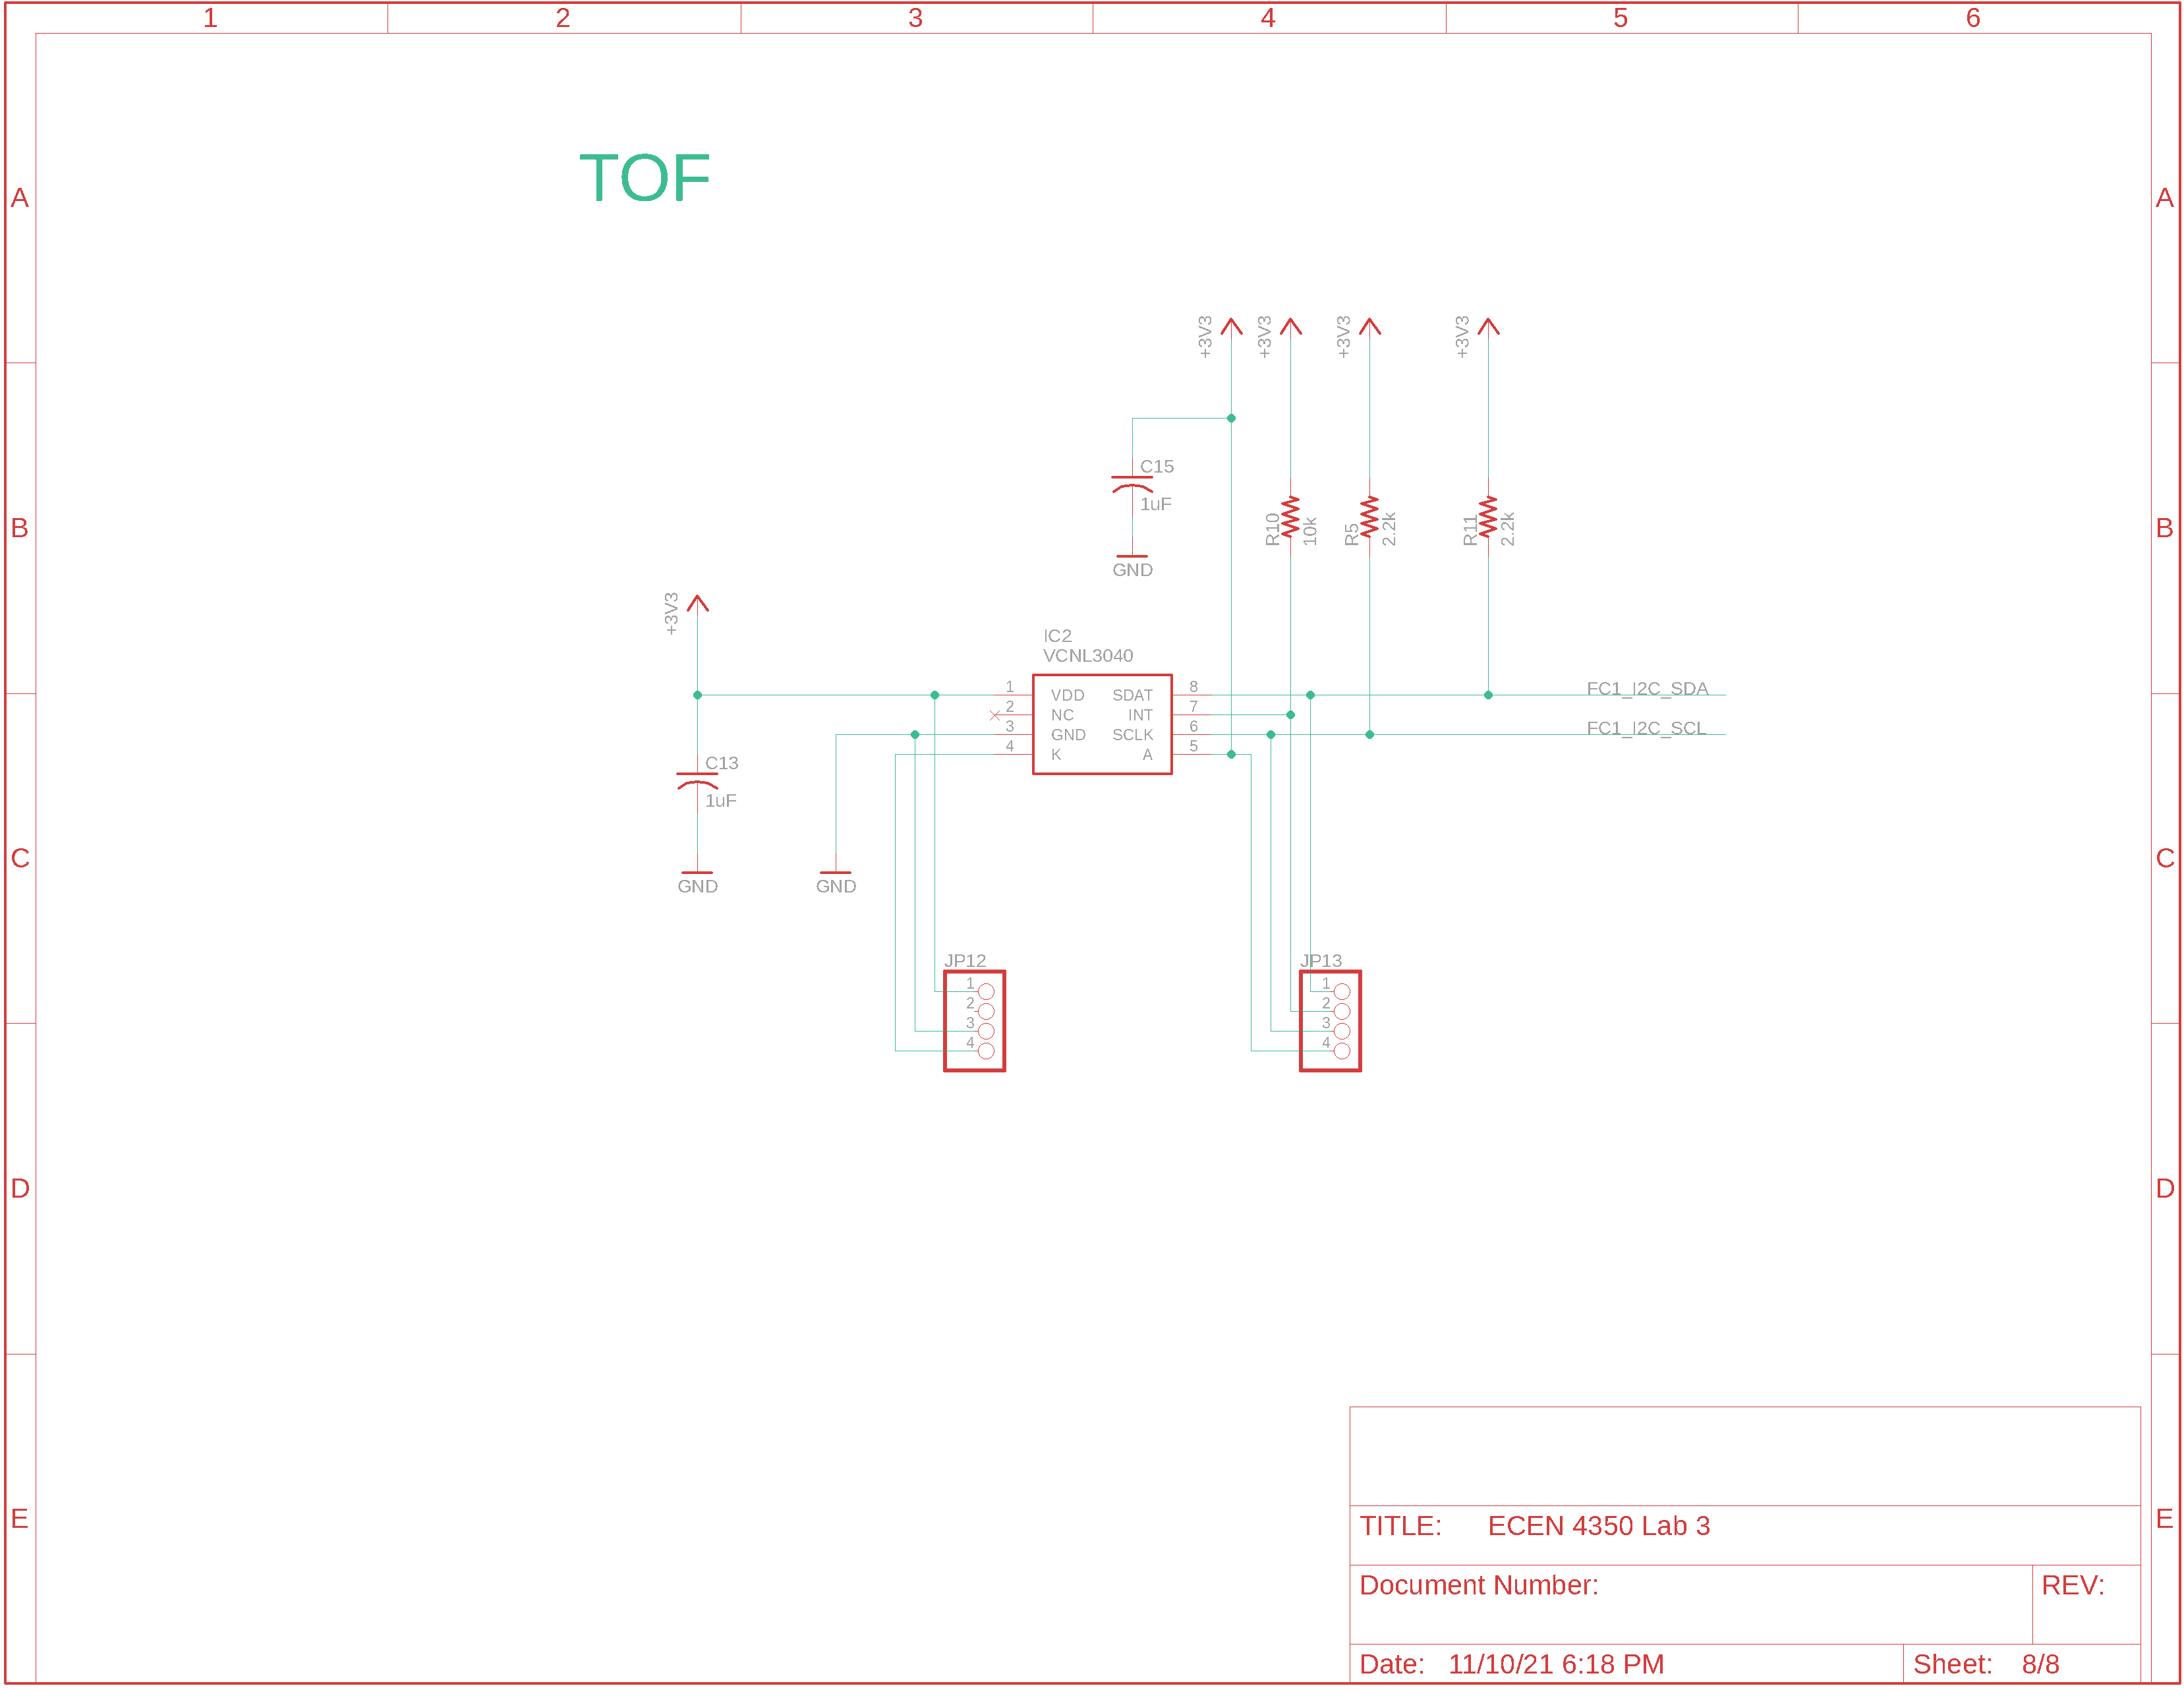 1 2 3 4 5 6
TOF
A A
+3V3 +3V3 +3V3 +3V3
C15
1uF
GND
R10
10k
R5
2.2k
R11
2.2k
B B
+3V3
IC2
VCNL3040
1 VDD SDAT 8
2 NC INT 7
3 GND SCLK 6
4 K A 5
FC1_I2C_SDA
FC1_I2C_SCL
C13
1uF
GND
GND
C C
JP12
1
2
3
4
JP13
1
2
3
4
D D
E E
TITLE: ECEN 4350 Lab 3
Document Number:
REV:
Date: 11/10/21 6:18 PM
Sheet: 8/8